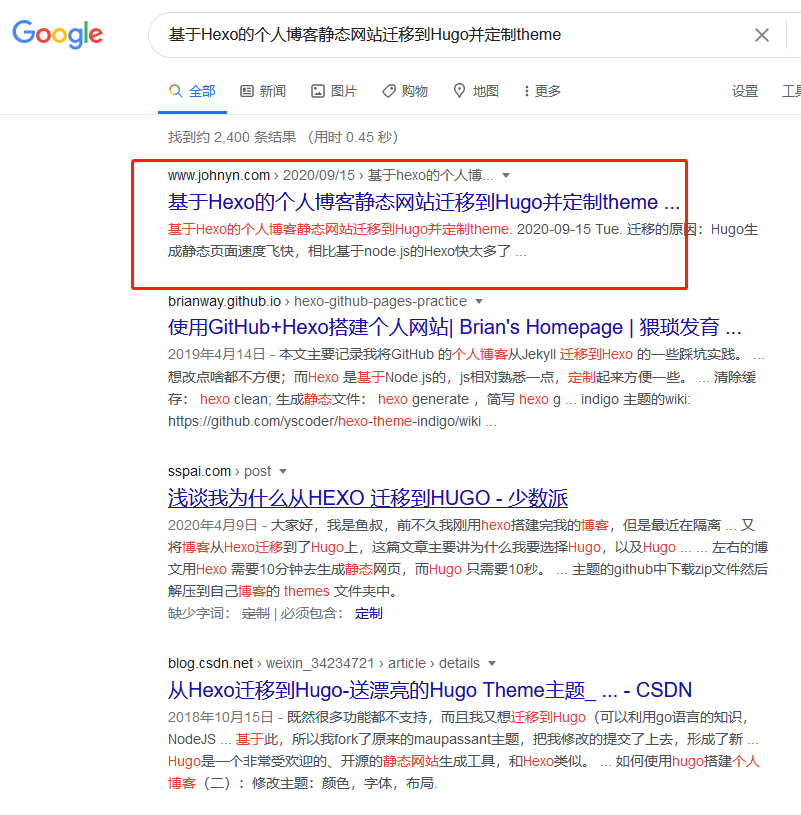 Google
基于Hexo的个人博客静态网站迁移到Hugo并定制theme
全部 新闻 图片 购物 地图 更多 设置
找到约 2,400 条结果 （用时 0.45 秒）
www.johnyn.com › 2020/09/15 › 基于hexo的个人博...
基于Hexo的个人博客静态网站迁移到Hugo并定制theme ...
基于Hexo的个人博客静态网站迁移到Hugo并定制theme. 2020-09-15 Tue. 迁移的原因：Hugo生
成静态页面速度飞快，相比基于node.js的Hexo快太多了 ...
brianway.github.io › hexo-github-pages-practice
使用GitHub+Hexo搭建个人网站| Brian's Homepage | 猥琐发育 ...
2019年4月14日 - 本文主要记录我将GitHub 的个人博客从Jekyll 迁移到Hexo 的一些踩坑实践。 ...
想改点啥都不方便；而Hexo 是基于Node.js的，js相对熟悉一点，定制起来方便一些。 ... 清除缓
存： hexo clean; 生成静态文件： hexo generate ，简写 hexo g ... indigo 主题的wiki:
https://github.com/yscoder/hexo-theme-indigo/wiki ...
sspai.com › post
浅谈我为什么从HEXO 迁移到HUGO - 少数派
2020年4月9日 - 大家好，我是鱼叔，前不久我刚用hexo搭建完我的博客，但是最近在隔离 ... 又
将博客从Hexo迁移到了Hugo上，这篇文章主要讲为什么我要选择Hugo，以及Hugo ... ... 左右的博
文用Hexo 需要10分钟去生成静态网页，而Hugo 只需要10秒。 ... 主题的github中下载zip文件然后
解压到自己博客的 themes 文件夹中。
缺少字词： 定制 | 必须包含： 定制
blog.csdn.net › weixin_34234721 › article › details
从Hexo迁移到Hugo-送漂亮的Hugo Theme主题_ ... - CSDN
2018年10月15日 - 既然很多功能都不支持，而且我又想迁移到Hugo（可以利用go语言的知识，
NodeJS ... 基于此，所以我fork了原来的maupassant主题，把我修改的提交了上去，形成了新 ...
Hugo是一个非常受欢迎的、开源的静态网站生成工具，和Hexo类似。 ... 如何使用hugo搭建个人
博客（二）：修改主题：颜色，字体，布局.